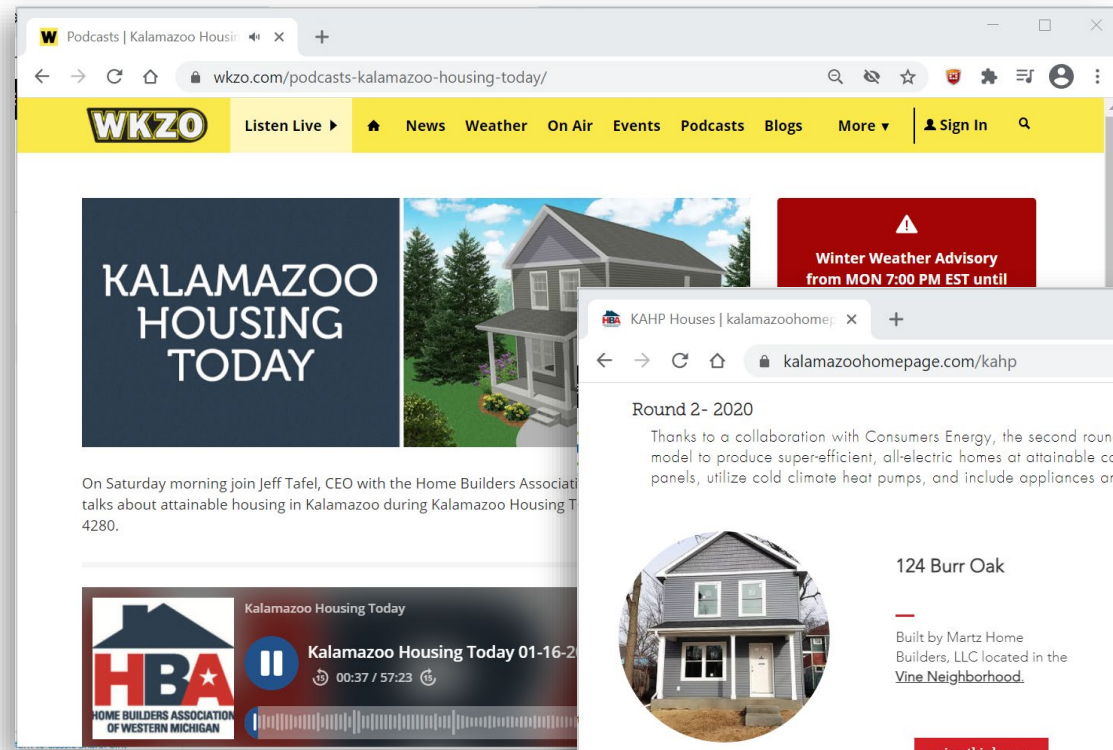 Podcasts | Kalamazoo Housin
wkzo.com/podcasts-kalamazoo-housing-today/
WKZO
Listen Live News Weather On Air Events Podcasts Blogs More Sign In
KALAMAZOO
HOUSING
TODAY
Winter Weather Advisory
from MON 7:00 PM EST until
On Saturday morning join Jeff Tafel, CEO with the Home Builders Associati
talks about attainable housing in Kalamazoo during Kalamazoo Housing T
4280.
HBA
HOME BUILDERS ASSOCIATION
OF WESTERN MICHIGAN
Kalamazoo Housing Today
Kalamazoo Housing Today 01-16-2
15 00:37 / 57:23 15
HBA
KAHP Houses | kalamazoohomep
kalamazoohomepage.com/kahp
Round 2- 2020
Thanks to a collaboration with Consumers Energy, the second roun
model to produce super-efficient, all-electric homes at attainable co
panels, utilize cold climate heat pumps, and include appliances an
124 Burr Oak
Built by Martz Home
Builders, LLC located in the
Vine Neighborhood.